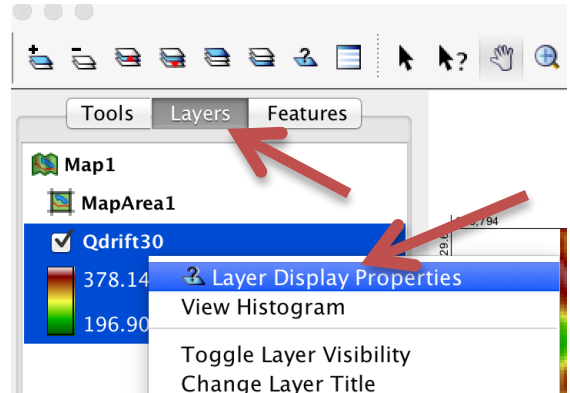 ?
Tools Layers Features
Map1
MapArea1
Qdrift30
378.14
Layer Display Properties
View Histogram
196.90
Toggle Layer Visibility
Change Layer Title